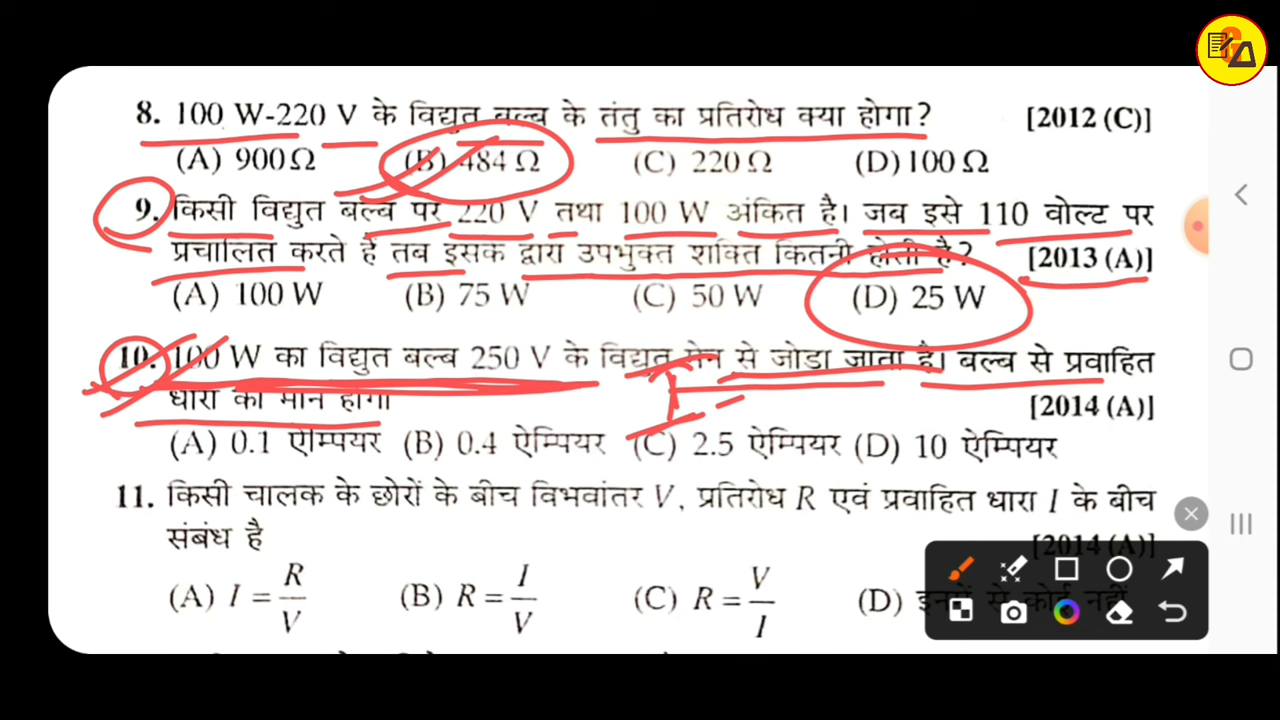 8. 100 W-220 V के विद्युत बल्ब के तंतु का प्रतिरोध क्या होगा? [2012 (C)]
(A) 900 Ω (B) 484 Ω (C) 220 Ω (D) 100 Ω
9. किसी विद्युत बल्ब पर 220 V तथा 100 W अंकित है। जब इसे 110 वोल्ट पर
प्रचालित करते हैं तब इसके द्वारा उपभुक्त शक्ति कितनी होती है? [2013 (A)]
(A) 100 W (B) 75 W (C) 50 W (D) 25 W
10. 100 W का विद्युत बल्ब 250 V के विद्युत मेन से जोड़ा जाता है। बल्ब से प्रवाहित
धारा का मान होगा [2014 (A)]
(A) 0.1 ऐम्पियर (B) 0.4 ऐम्पियर (C) 2.5 ऐम्पियर (D) 10 ऐम्पियर
I =
11. किसी चालक के छोरों के बीच विभवांतर V, प्रतिरोध R एवं प्रवाहित धारा I के बीच
संबंध है [2014 (A)]
(A) I = R/V (B) R = I/V (C) R = V/I (D) इनमें से कोई नहीं